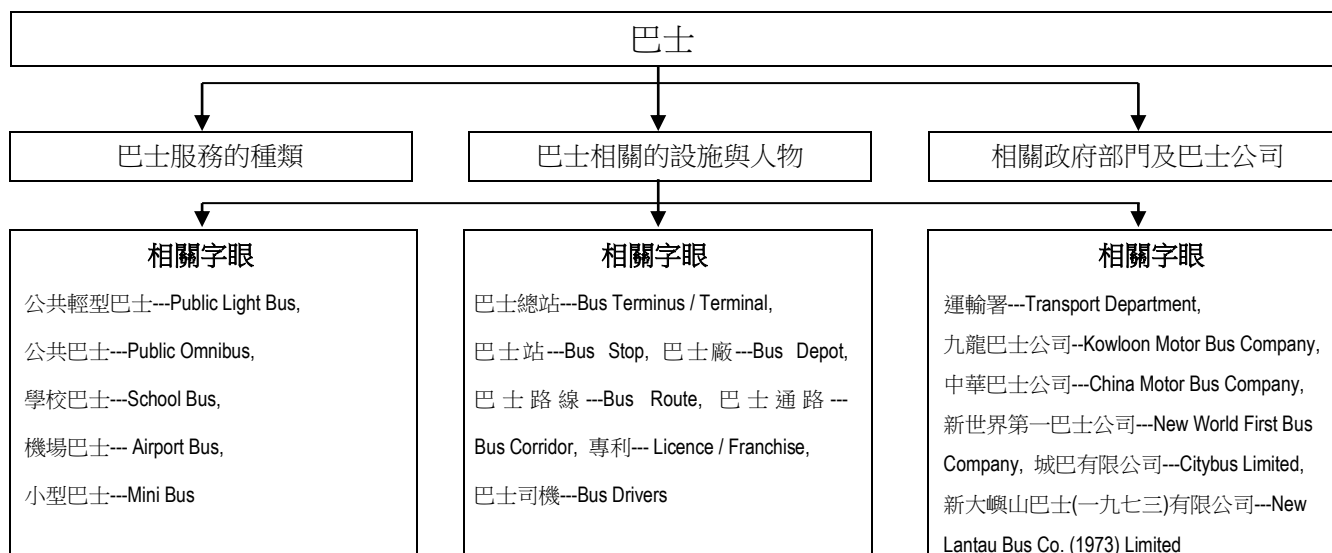 巴士
巴士服務的種類
巴士相關的設施與人物
相關政府部門及巴士公司
相關字眼
公共輕型巴士---Public Light Bus,
公共巴士---Public Omnibus,
學校巴士---School Bus,
機場巴士--- Airport Bus,
小型巴士---Mini Bus
相關字眼
巴士總站---Bus Terminus / Terminal,
巴士站---Bus Stop, 巴士廠---Bus Depot,
巴士路線---Bus Route, 巴士通路---
Bus Corridor, 專利--- Licence / Franchise,
巴士司機---Bus Drivers
相關字眼
運輸署---Transport Department,
九龍巴士公司--Kowloon Motor Bus Company,
中華巴士公司---China Motor Bus Company,
新世界第一巴士公司---New World First Bus
Company, 城巴有限公司---Citybus Limited,
新大嶼山巴士(一九七三)有限公司---New
Lantau Bus Co. (1973) Limited